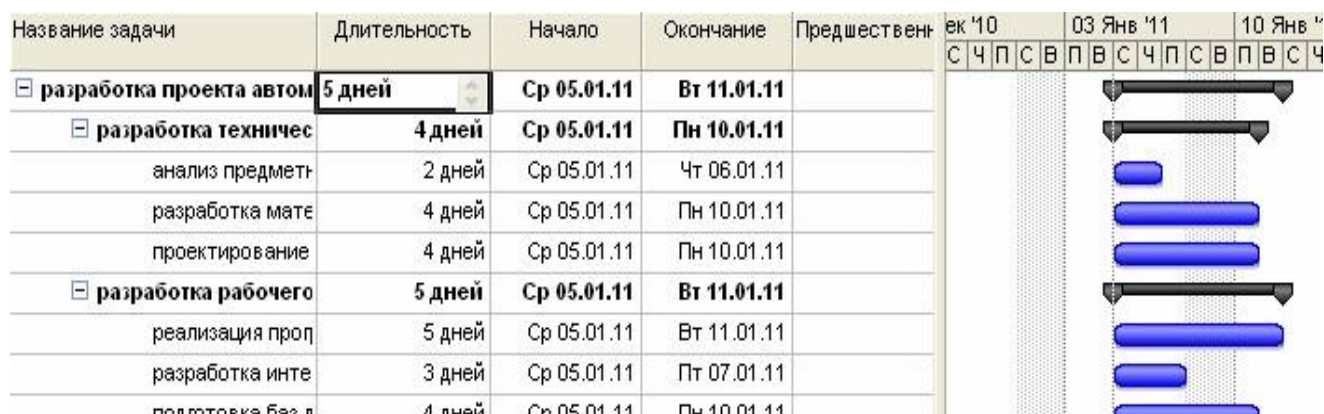 Название задачи Длительность Начало Окончание Предшественн ек '10 03 Янв '11 10 Янв '1
С Ч П С В П В С Ч П С В П В С Ч
разработка проекта автом 5 дней Ср 05.01.11 Вт 11.01.11
разработка техничес 4 дней Ср 05.01.11 Пн 10.01.11
анализ предметн 2 дней Ср 05.01.11 Чт 06.01.11
разработка мате 4 дней Ср 05.01.11 Пн 10.01.11
проектирование 4 дней Ср 05.01.11 Пн 10.01.11
разработка рабочего 5 дней Ср 05.01.11 Вт 11.01.11
реализация прог 5 дней Ср 05.01.11 Вт 11.01.11
разработка инте 3 дней Ср 05.01.11 Пт 07.01.11
подготовка баз д 4 дней Ср 05.01.11 Пн 10.01.11